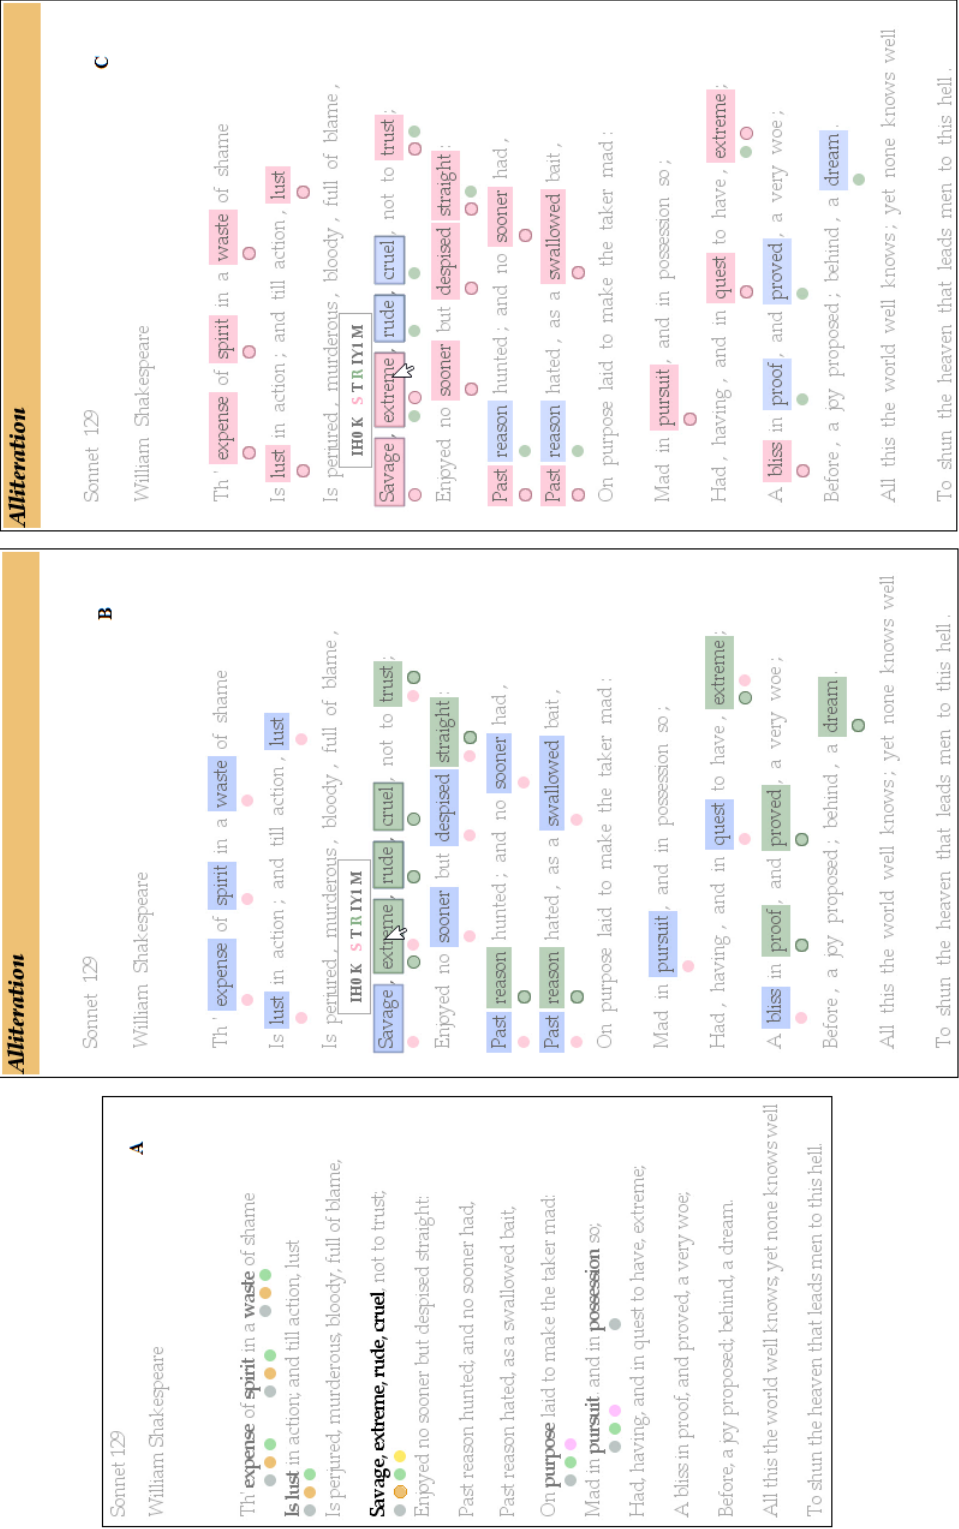 A
Sonnet 129
William Shakespeare
Th' expense of spirit in a waste of shame
Is lust in action; and till action, lust
Is perjured, murderous, bloody, full of blame,
Savage, extreme, rude, cruel, not to trust;
Enjoyed no sooner but despised straight:
Past reason hunted; and no sooner had,
Past reason hated, as a swallowed bait,
On purpose laid to make the taker mad:
Mad in pursuit and in possession so;
Had, having, and in quest to have, extreme;
A bliss in proof, and proved, a very woe;
Before, a joy proposed; behind, a dream.
All this the world well knows; yet none knows well
To shun the heaven that leads men to this hell.
Alliteration
B
Sonnet 129
William Shakespeare
Th ' expense of spirit in a waste of shame
Is lust in action ; and till action , lust
Is perjured , murderous , bloody , full of blame ,
IH0 K S T R IY1 M
Savage , extreme , rude , cruel , not to trust ;
Enjoyed no sooner but despised straight :
Past reason hunted ; and no sooner had ,
Past reason hated , as a swallowed bait ,
On purpose laid to make the taker mad :
Mad in pursuit , and in possession so ;
Had , having , and in quest to have , extreme ;
A bliss in proof , and proved , a very woe ;
Before , a joy proposed ; behind , a dream .
All this the world well knows ; yet none knows well
To shun the heaven that leads men to this hell .
Alliteration
C
Sonnet 129
William Shakespeare
Th ' expense of spirit in a waste of shame
Is lust in action ; and till action , lust
Is perjured , murderous , bloody , full of blame ,
IH0 K S T R IY1 M
Savage , extreme , rude , cruel , not to trust ;
Enjoyed no sooner but despised straight :
Past reason hunted ; and no sooner had ,
Past reason hated , as a swallowed bait ,
On purpose laid to make the taker mad :
Mad in pursuit , and in possession so ;
Had , having , and in quest to have , extreme ;
A bliss in proof , and proved , a very woe ;
Before , a joy proposed ; behind , a dream .
All this the world well knows ; yet none knows well
To shun the heaven that leads men to this hell .